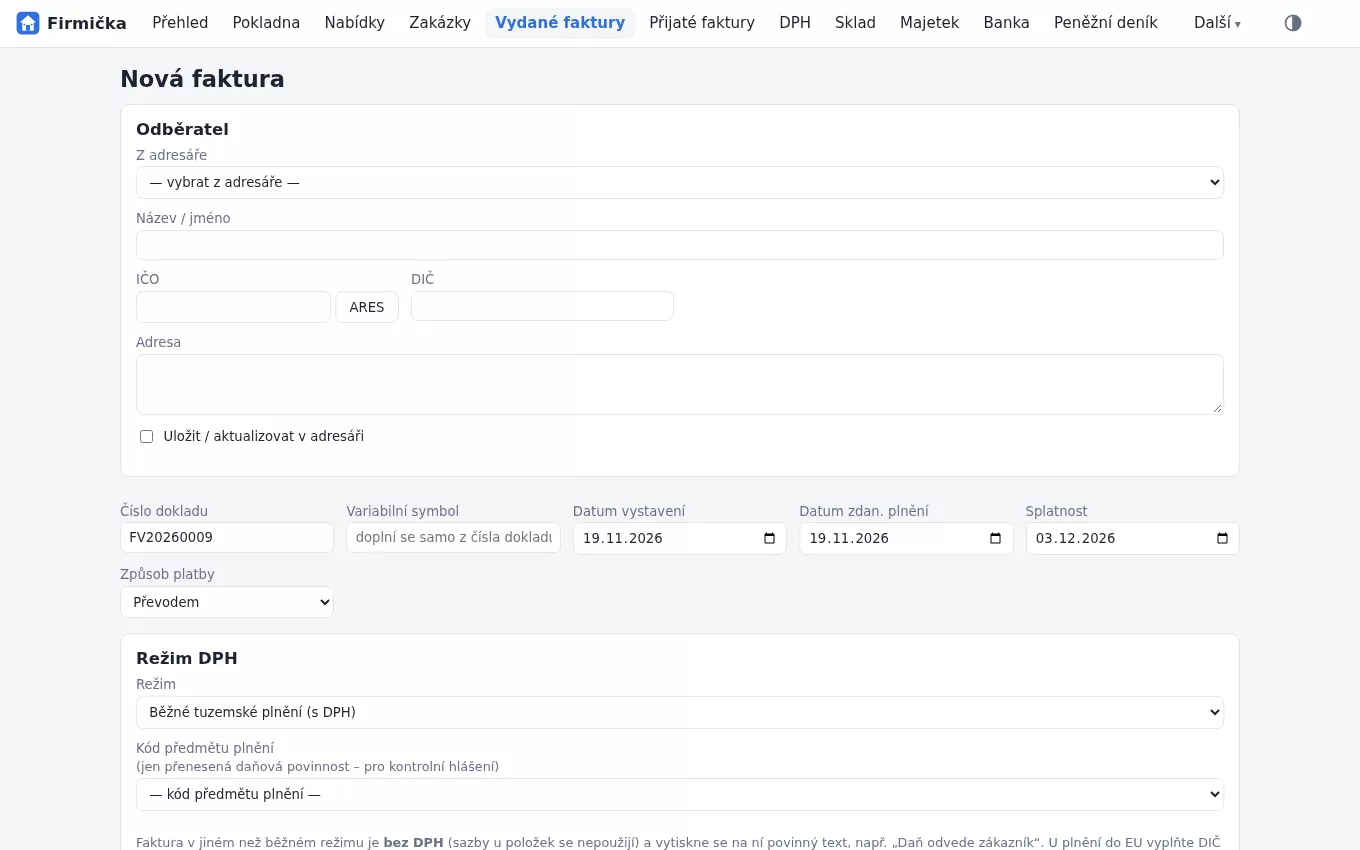 Firmička Přehled Pokladna Nabídky Zakázky Vydané faktury Přijaté faktury DPH Sklad Majetek Banka Peněžní deník Další ▾
Nová faktura
Odběratel
Z adresáře
— vybrat z adresáře —
Název / jméno
IČO DIČ
ARES
Adresa
Uložit / aktualizovat v adresáři
Číslo dokladu Variabilní symbol Datum vystavení Datum zdan. plnění Splatnost
FV20260009 doplní se samo z čísla dokladu 19.11.2026 19.11.2026 03.12.2026
Způsob platby
Převodem
Režim DPH
Režim
Běžné tuzemské plnění (s DPH)
Kód předmětu plnění
(jen přenesená daňová povinnost – pro kontrolní hlášení)
— kód předmětu plnění —
Faktura v jiném než běžném režimu je bez DPH (sazby u položek se nepoužijí) a vytiskne se na ní povinný text, např. „Daň odvede zákazník“. U plnění do EU vyplňte DIČ